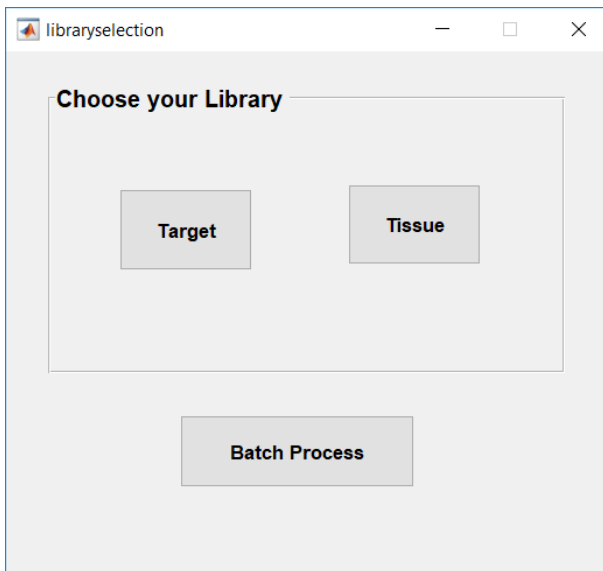 libraryselection
Choose your Library
Target
Tissue
Batch Process